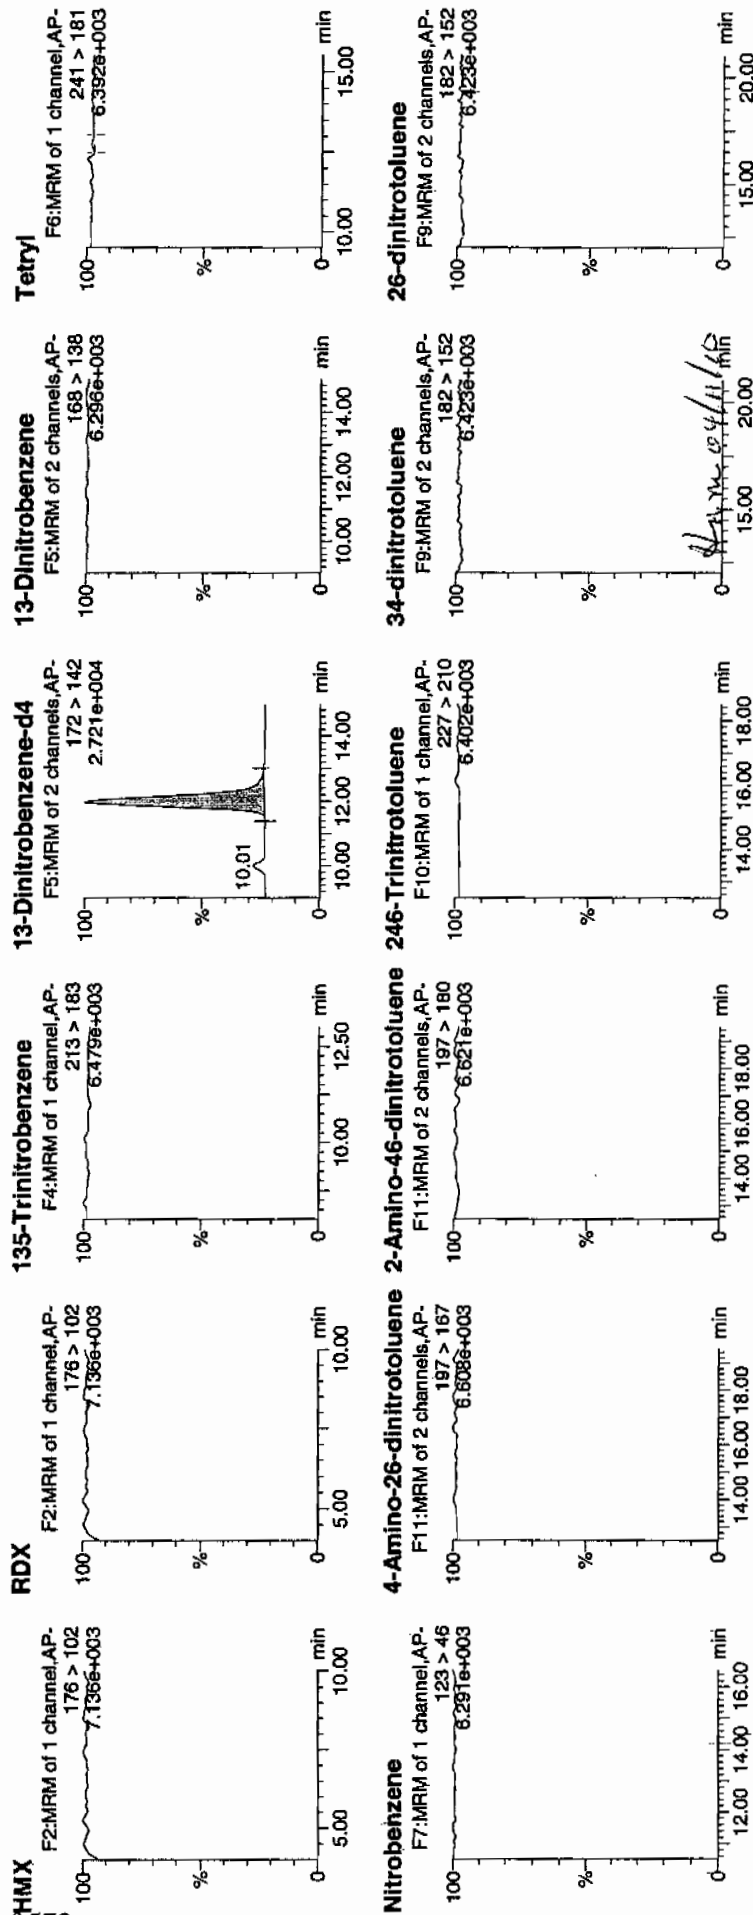 HMX
F2:MRM of 1 channel,AP-
176 > 102
7.136e+003
100
%
0
5.00
10.00
min
RDX
F2:MRM of 1 channel,AP-
176 > 102
7.136e+003
100
%
0
5.00
10.00
min
135-Trinitrobenzene
F4:MRM of 1 channel,AP-
213 > 183
6.479e+003
100
%
0
10.00
12.50
min
13-Dinitrobenzene-d4
F5:MRM of 2 channels,AP-
172 > 142
2.721e+004
100
%
10.01
0
10.00
12.00
14.00
min
13-Dinitrobenzene
F5:MRM of 2 channels,AP-
168 > 138
6.296e+003
100
%
0
10.00
12.00
14.00
min
Tetryl
F6:MRM of 1 channel,AP-
241 > 181
6.392e+003
100
%
0
10.00
15.00
min
Nitrobenzene
F7:MRM of 1 channel,AP-
123 > 46
6.291e+003
100
%
0
12.00
14.00
16.00
min
4-Amino-26-dinitrotoluene
F11:MRM of 2 channels,AP-
197 > 167
6.608e+003
100
%
0
14.00
16.00
18.00
min
2-Amino-46-dinitrotoluene
F11:MRM of 2 channels,AP-
197 > 180
6.621e+003
100
%
0
14.00
16.00
18.00
min
246-Trinitrotoluene
F10:MRM of 1 channel,AP-
227 > 210
6.402e+003
100
%
0
14.00
16.00
18.00
min
34-dinitrotoluene
F9:MRM of 2 channels,AP-
182 > 152
6.423e+003
100
%
0
15.00
20.00
min
04/11/10
26-dinitrotoluene
F9:MRM of 2 channels,AP-
182 > 152
6.423e+003
100
%
0
15.00
20.00
min